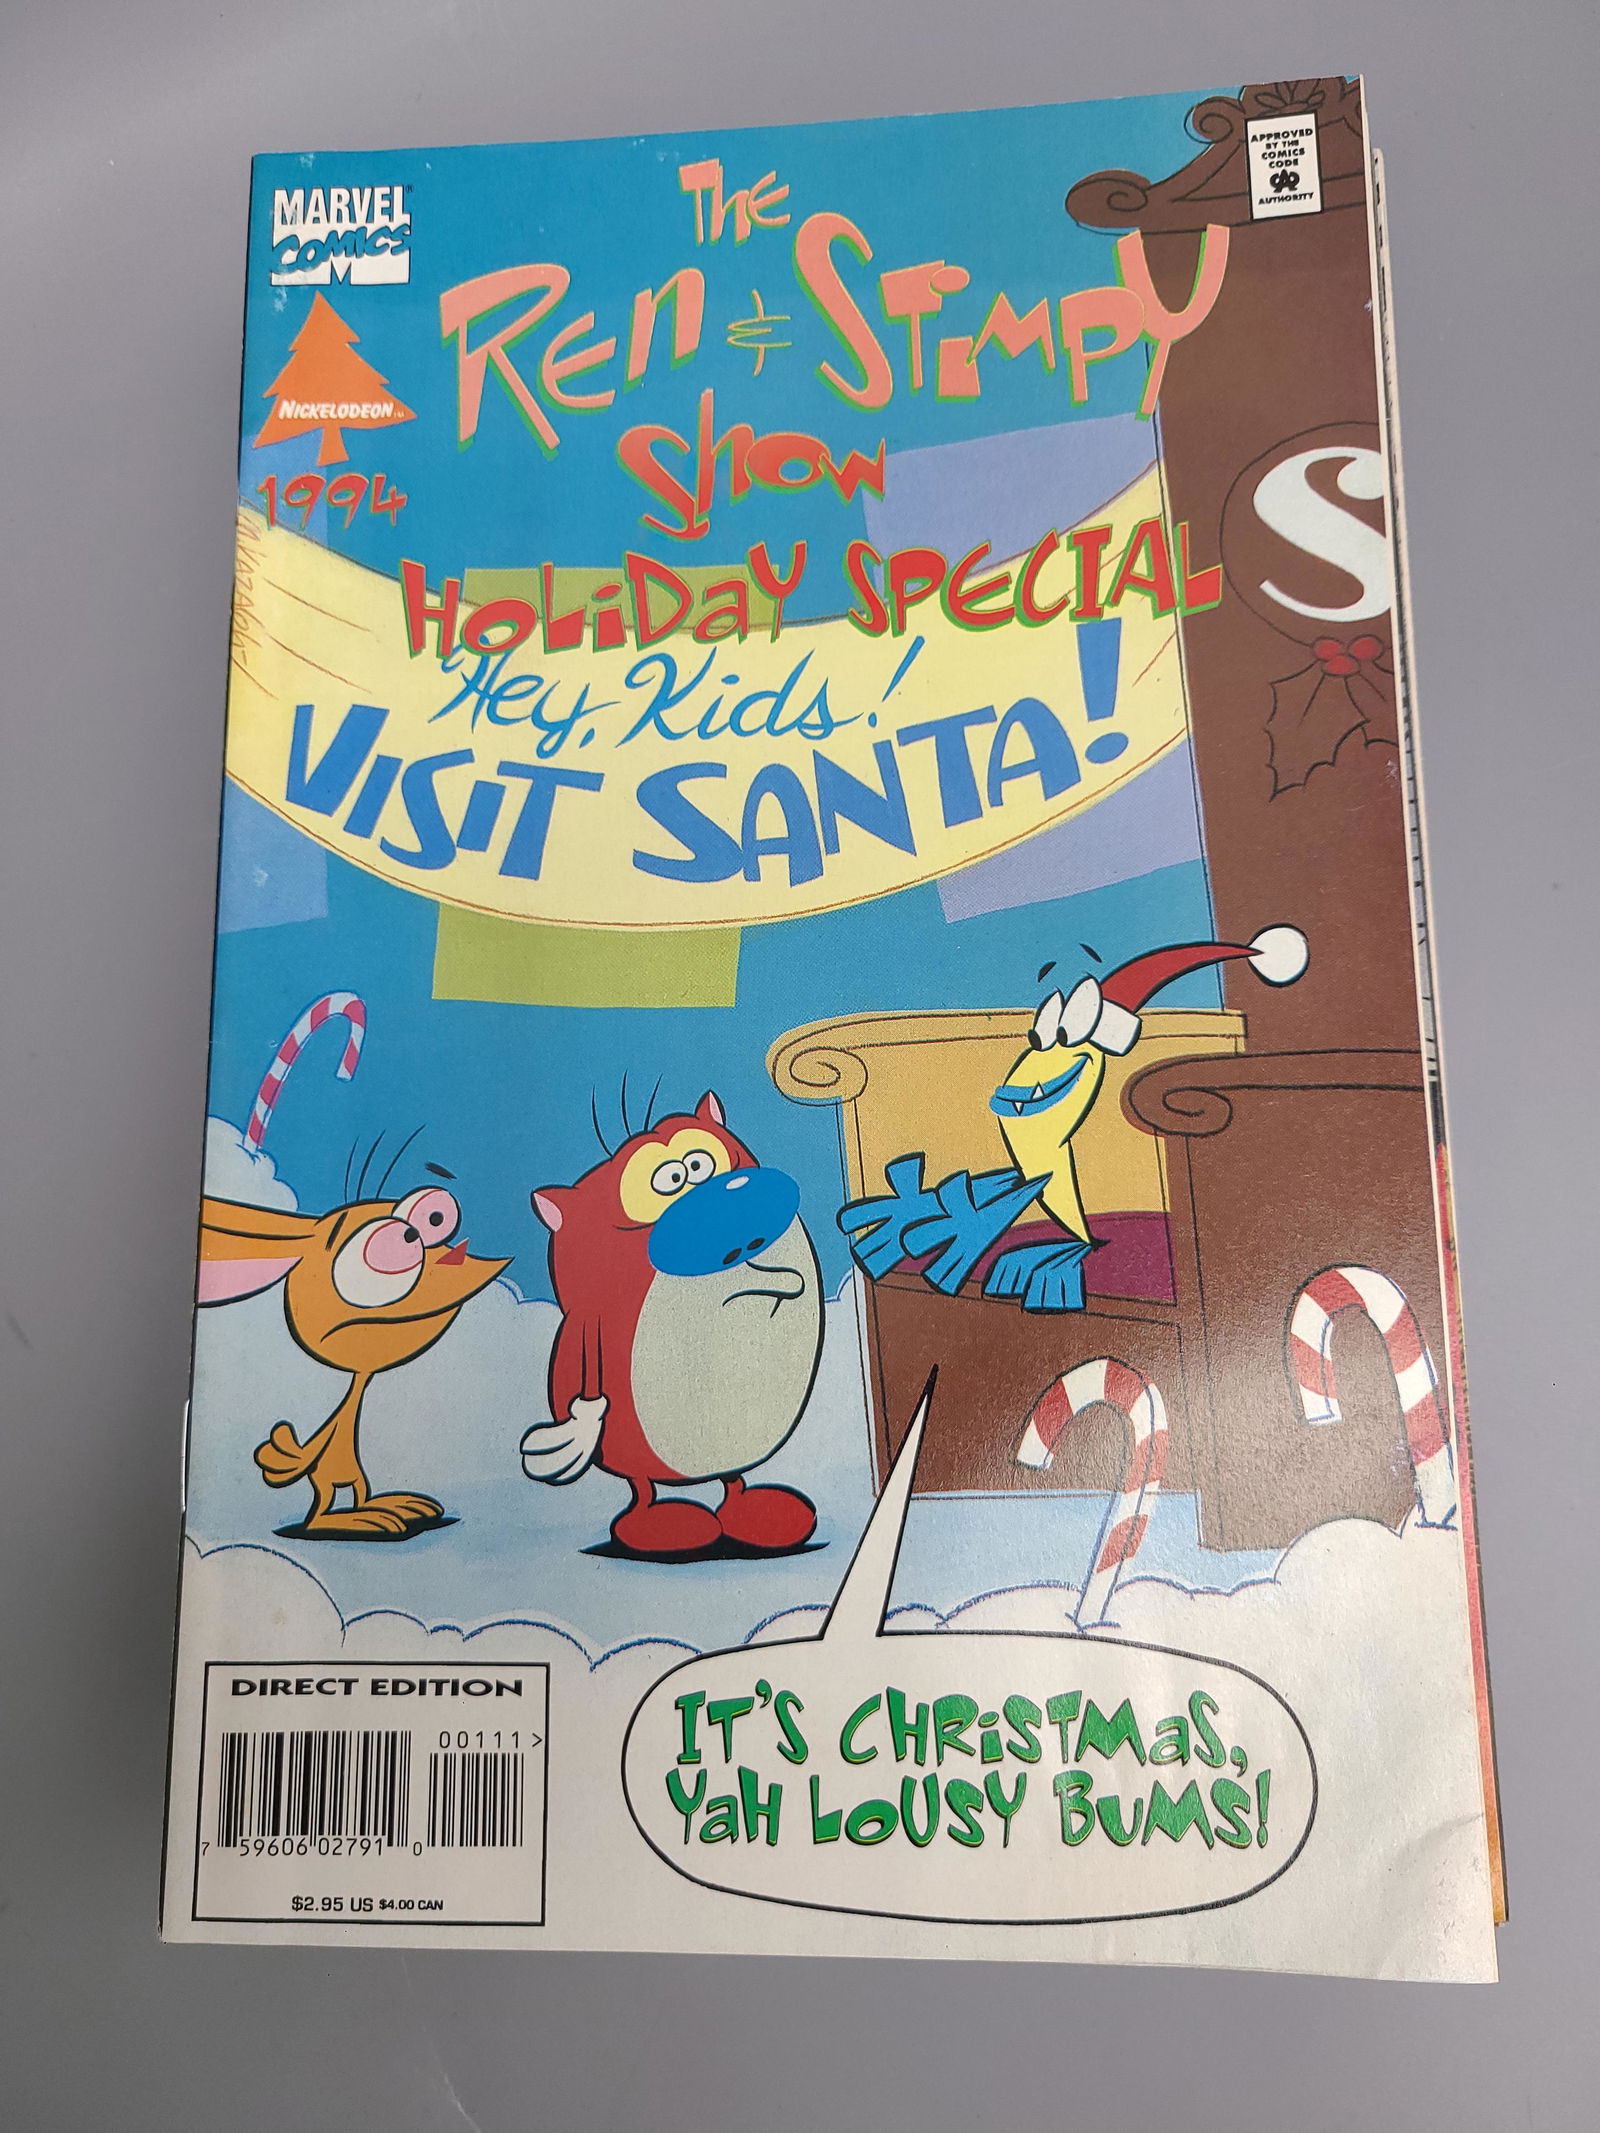 MARVEL®
COMICS
APPROVED
BY THE
COMICS
CODE
AUTHORITY
The
Ren & Stimpy
Show
Holiday Special
NICKELODEON
1994
Hey, Kids!
VISIT SANTA!
S
DIRECT EDITION
00111>
7 59606 02791 0
$2.95 US $4.00 CAN
IT'S CHRiSTMaS,
YaH LOUSY BUMS!